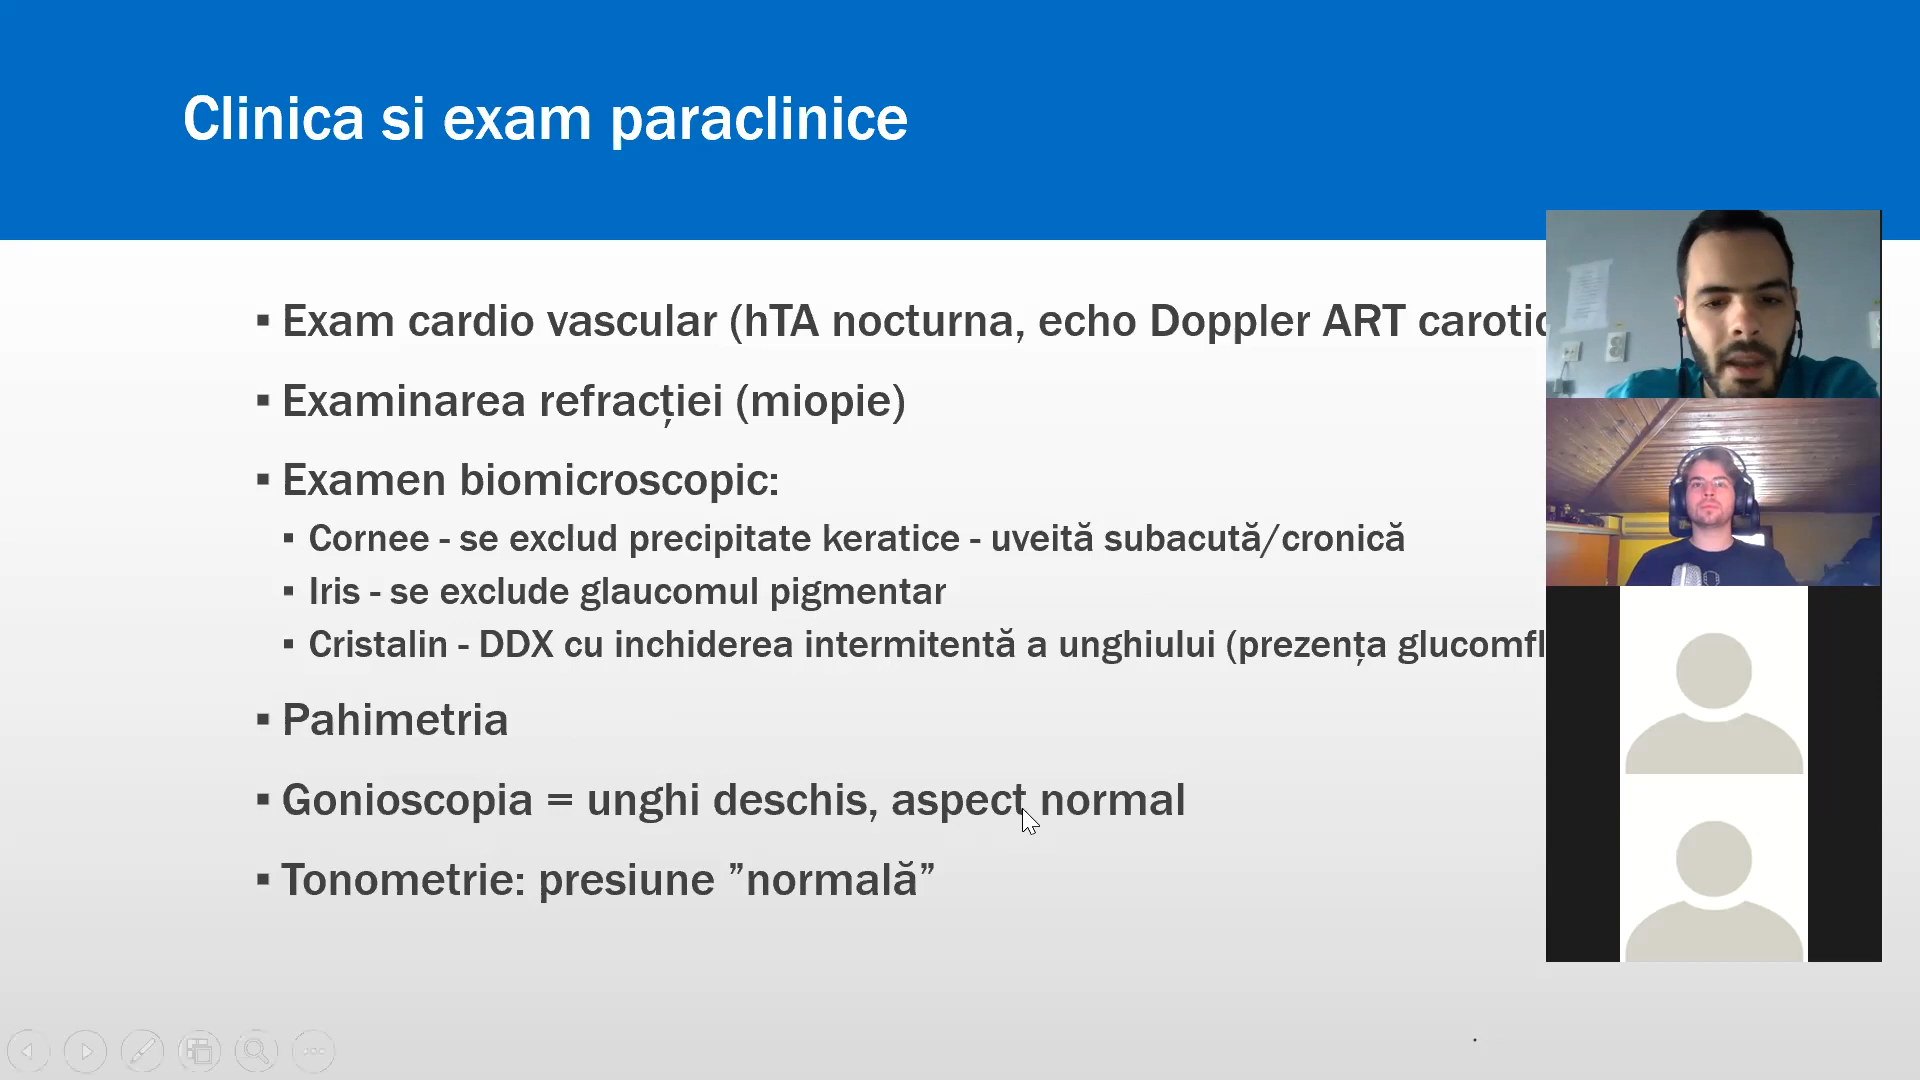 Clinica si exam paraclinice
▪ Exam cardio vascular (hTA nocturna, echo Doppler ART
▪ Examinarea refracției (miopie)
▪ Examen biomicroscopic:
▪ Cornee - se exclud precipitate keratice - uveită subacută/cronică
▪ Iris - se exclude glaucomul pigmentar
▪ Cristalin - DDX cu inchiderea intermitentă a unghiului (prezența
▪ Pahimetria
▪ Gonioscopia = unghi deschis, aspect normal
▪ Tonometrie: presiune ”normală”